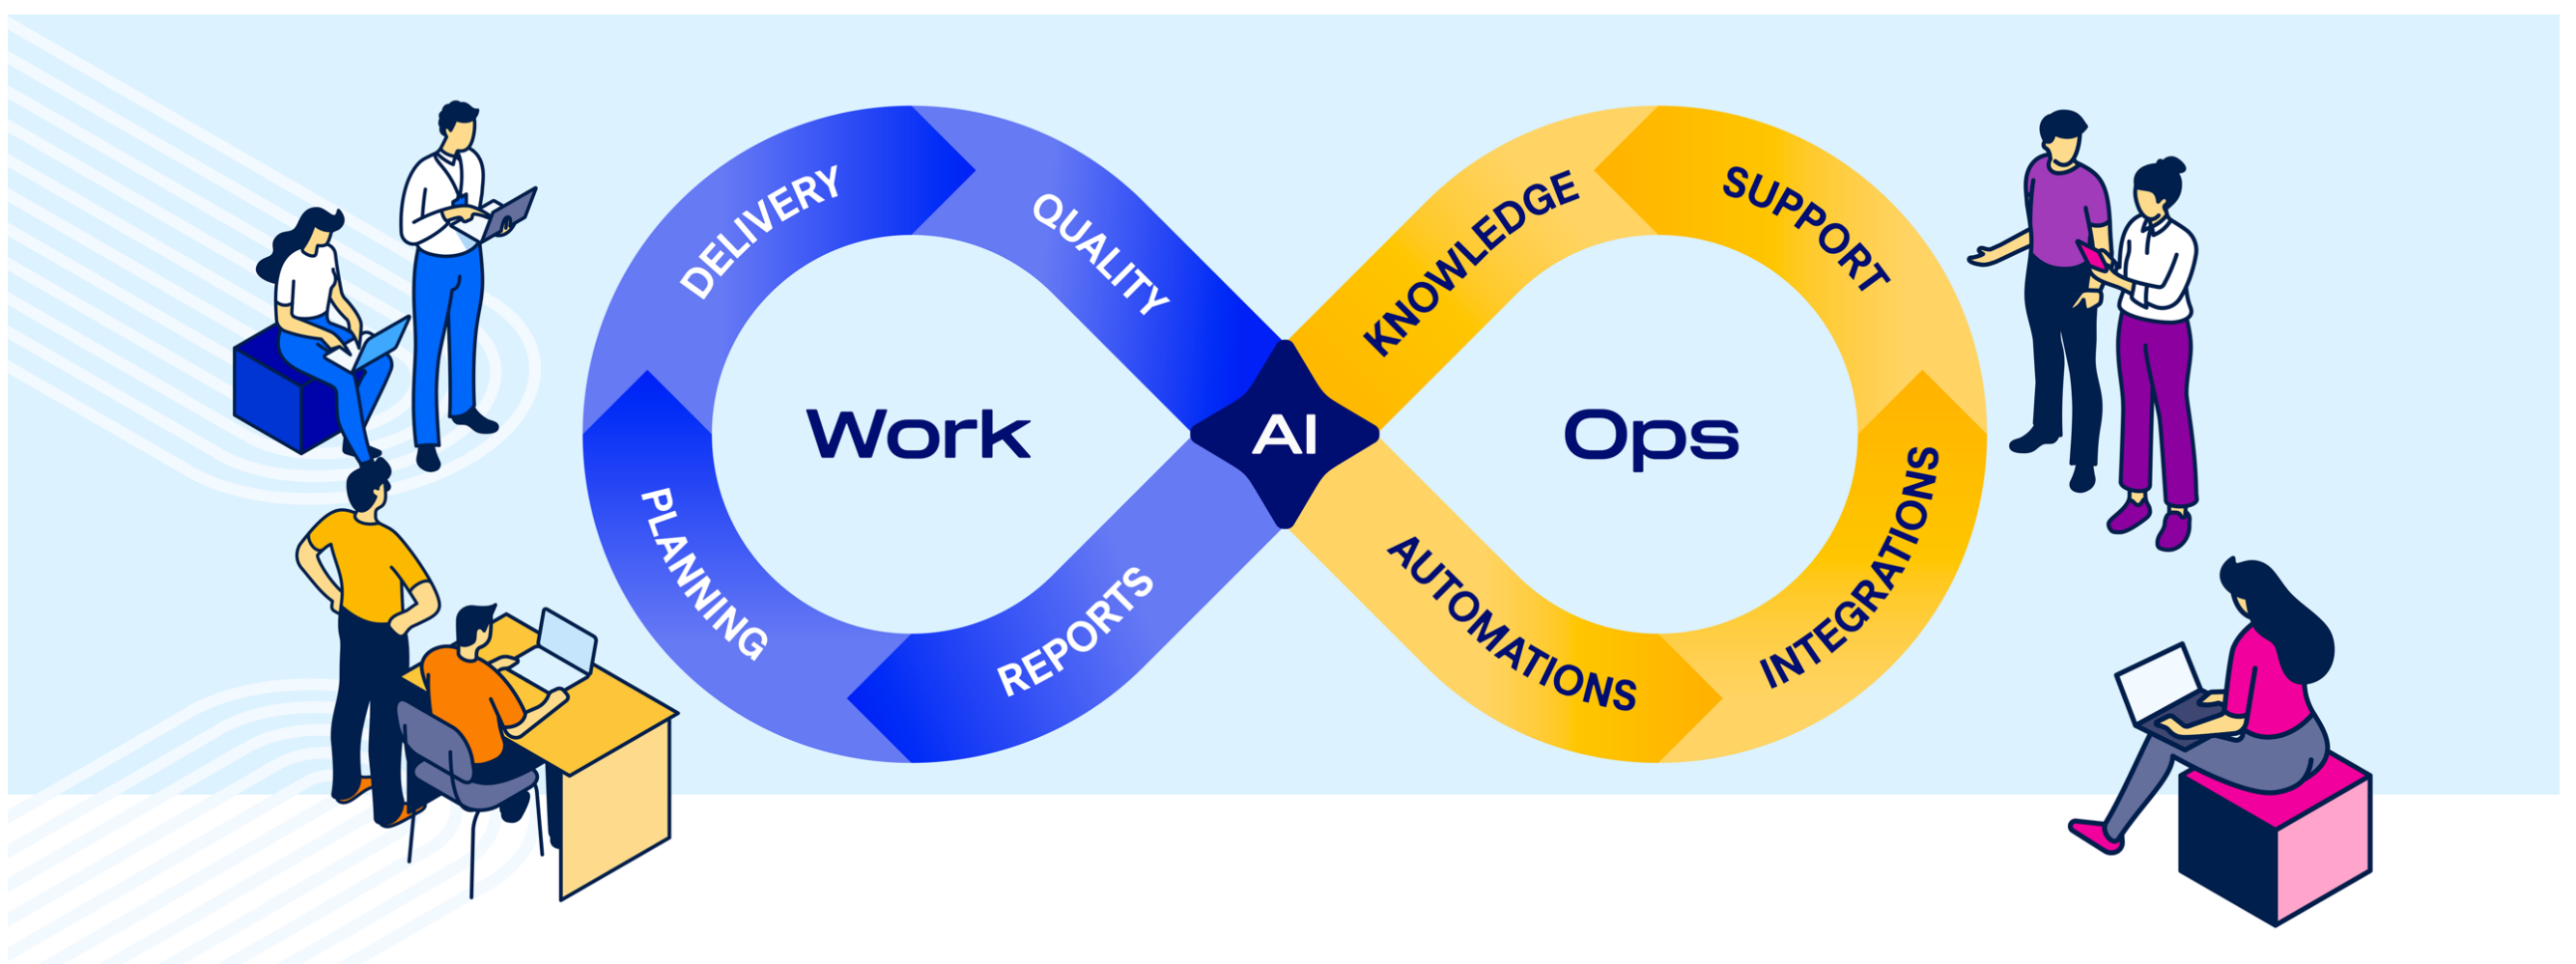 DELIVERY
QUALITY
KNOWLEDGE
SUPPORT
Work
AI
Ops
PLANNING
REPORTS
AUTOMATIONS
INTEGRATIONS